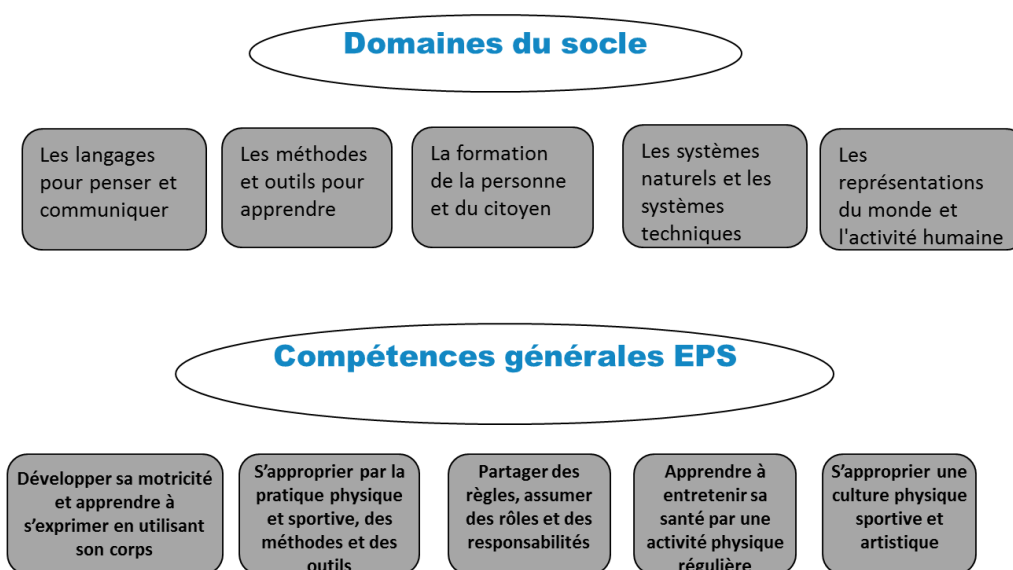 Domaines du socle
Les langages
pour penser et
communiquer
Les méthodes
et outils pour
apprendre
La formation
de la personne
et du citoyen
Les systèmes
naturels et les
systèmes
techniques
Les
représentations
du monde et
l'activité humaine
Compétences générales EPS
Développer sa motricité
et apprendre à
s’exprimer en utilisant
son corps
S’approprier par la
pratique physique
et sportive, des
méthodes et des
outils
Partager des
règles, assumer
des rôles et des
responsabilités
Apprendre à
entretenir sa
santé par une
activité physique
régulière
S’approprier une
culture physique
sportive et
artistique